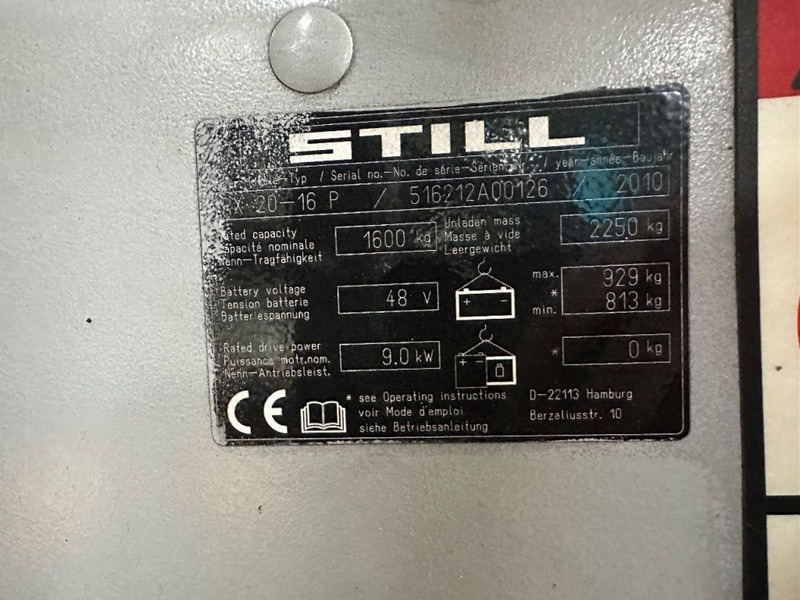 STILL
Typ / Serial no.-No. de série-Serien Nr. / year-année-Baujahr
RX 20-16 P / 516212A00126 / 2010
Rated capacity
Capacité nominale
Nenn-Tragfähigkeit
1600 kg
Unladen mass
Masse à vide
Leergewicht
2250 kg
Battery voltage
Tension batterie
Batteriespannung
48 V
+ -
max. 929 kg
*
min. 813 kg
Rated drive power
Puissance motr.nom.
Nenn-Antriebsleist.
9.0 kW
+
* 0 kg
CE
* see Operating instructions
voir Mode d'emploi
siehe Betriebsanleitung
D-22113 Hamburg
Berzeliusstr. 10